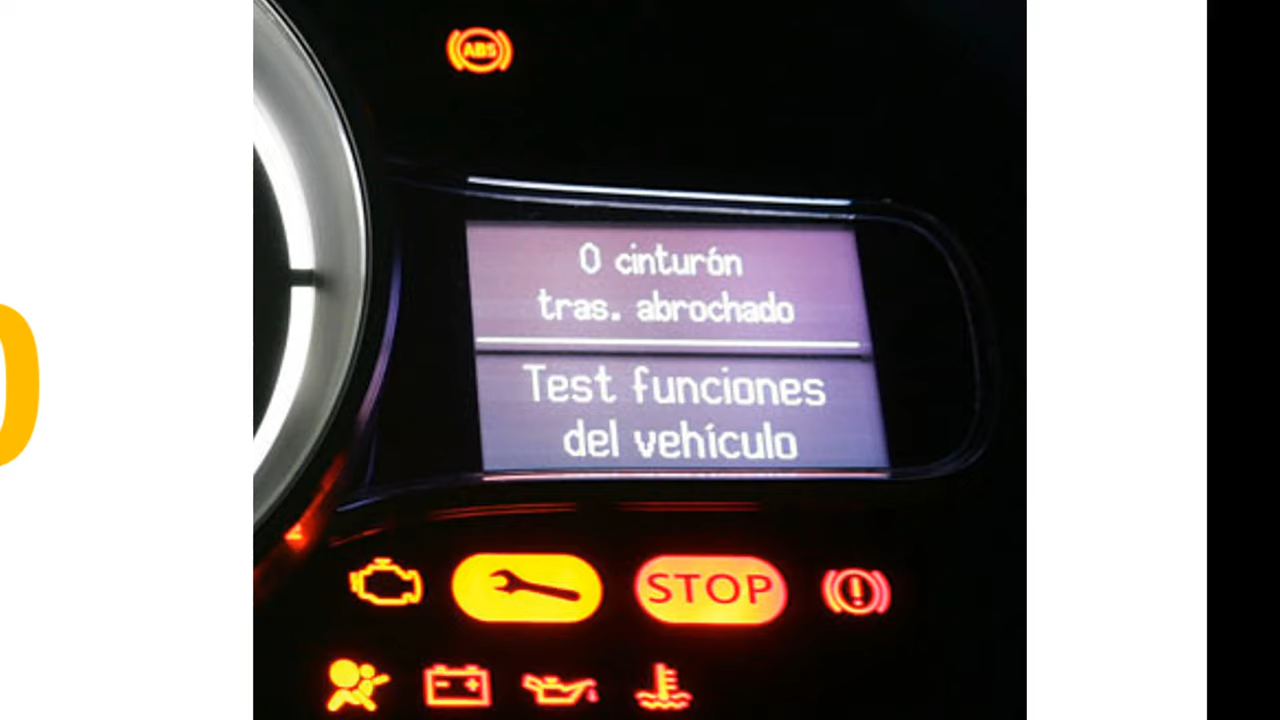 ABS
0 cinturón
tras. abrochado
Test funciones
del vehículo
STOP